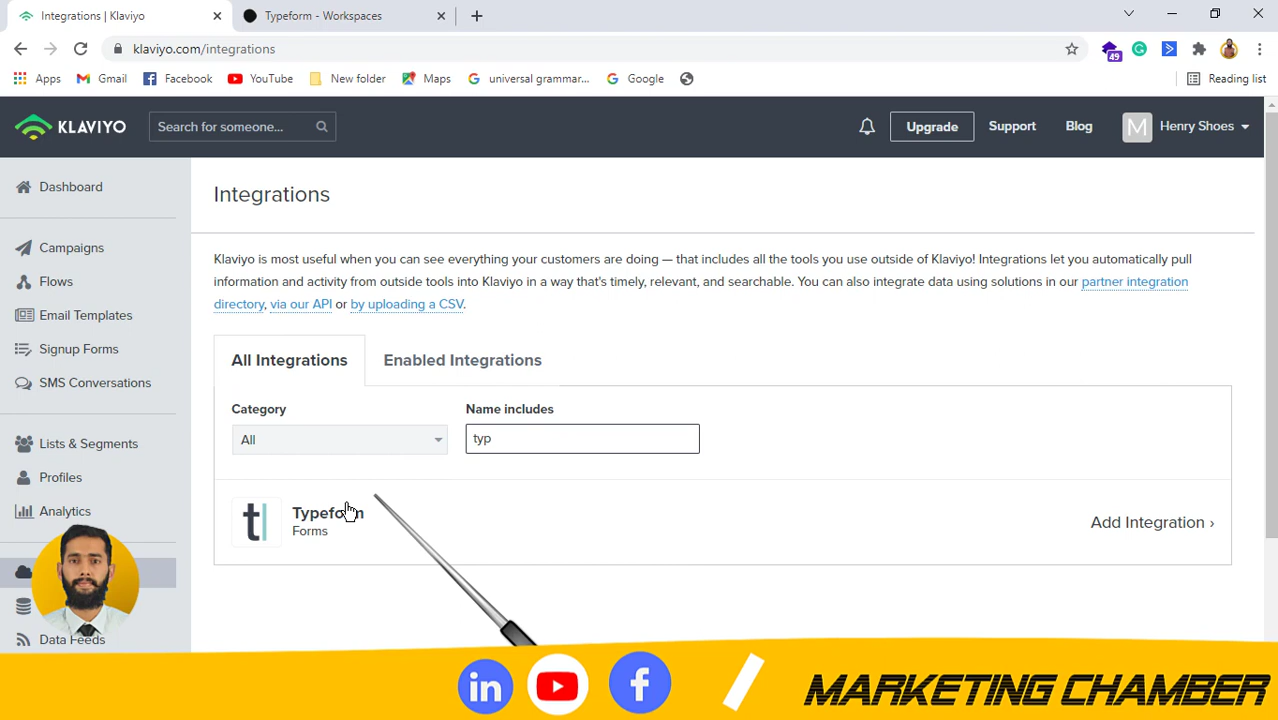 Integrations | Klaviyo
Typeform - Workspaces
klaviyo.com/integrations
49
Apps
Gmail
Facebook
YouTube
New folder
Maps
universal grammar...
Google
Reading list
KLAVIYO
Search for someone...
Upgrade
Support
Blog
M
Henry Shoes
Dashboard
Campaigns
Flows
Email Templates
Signup Forms
SMS Conversations
Lists & Segments
Profiles
Analytics
Data Feeds
Integrations
Klaviyo is most useful when you can see everything your customers are doing — that includes all the tools you use outside of Klaviyo! Integrations let you automatically pull
information and activity from outside tools into Klaviyo in a way that's timely, relevant, and searchable. You can also integrate data using solutions in our partner integration
directory, via our API or by uploading a CSV.
All Integrations
Enabled Integrations
Category
Name includes
All
typ
t
Typeform
Forms
Add Integration ›
in
f
MARKETING CHAMBER